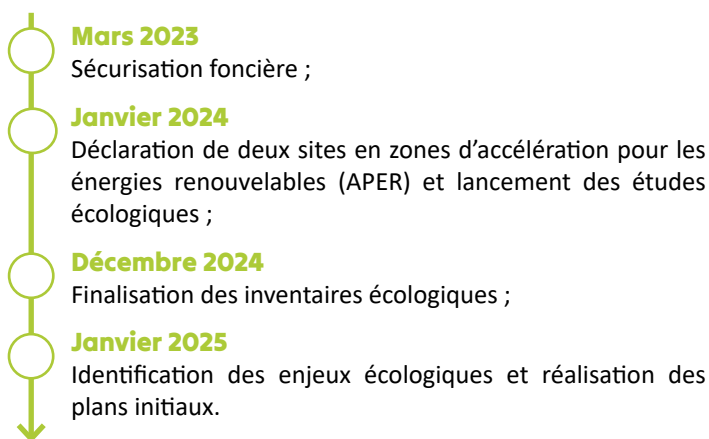 Mars 2023
Sécurisation foncière ;
Janvier 2024
Déclaration de deux sites en zones d’accélération pour les
énergies renouvelables (APER) et lancement des études
écologiques ;
Décembre 2024
Finalisation des inventaires écologiques ;
Janvier 2025
Identification des enjeux écologiques et réalisation des
plans initiaux.